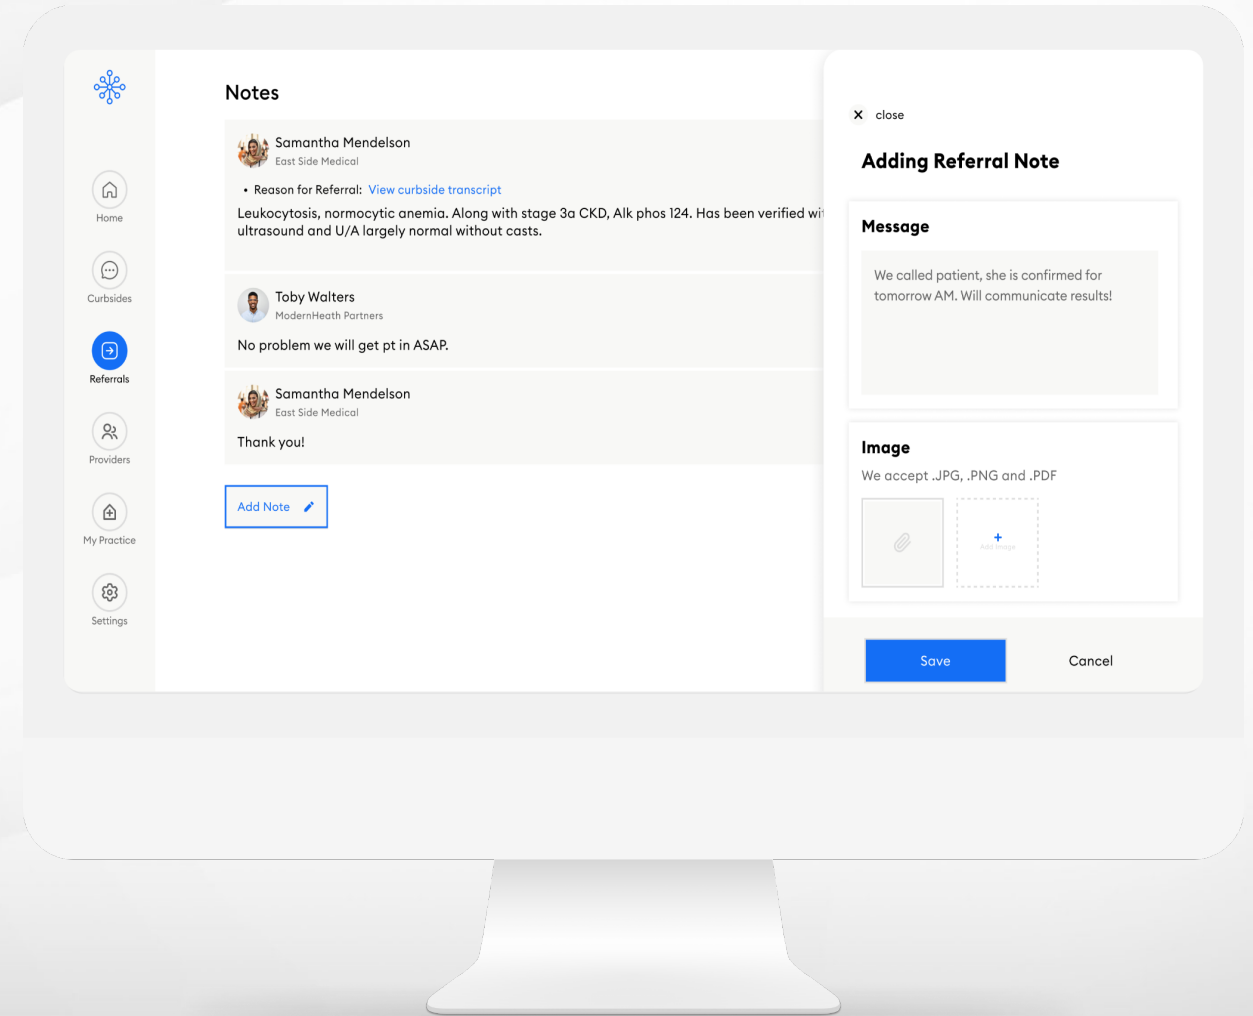 Home
Curbsides
Referrals
Providers
My Practice
Settings
Notes
Samantha Mendelson
East Side Medical
• Reason for Referral: View curbside transcript
Leukocytosis, normocytic anemia. Along with stage 3a CKD, Alk phos 124. Has been verified
ultrasound and U/A largely normal without casts.
Toby Walters
ModernHeath Partners
No problem we will get pt in ASAP.
Samantha Mendelson
East Side Medical
Thank you!
Add Note
× close
Adding Referral Note
Message
We called patient, she is confirmed for
tomorrow AM. Will communicate results!
Image
We accept .JPG, .PNG and .PDF
+
Add Image
Save
Cancel